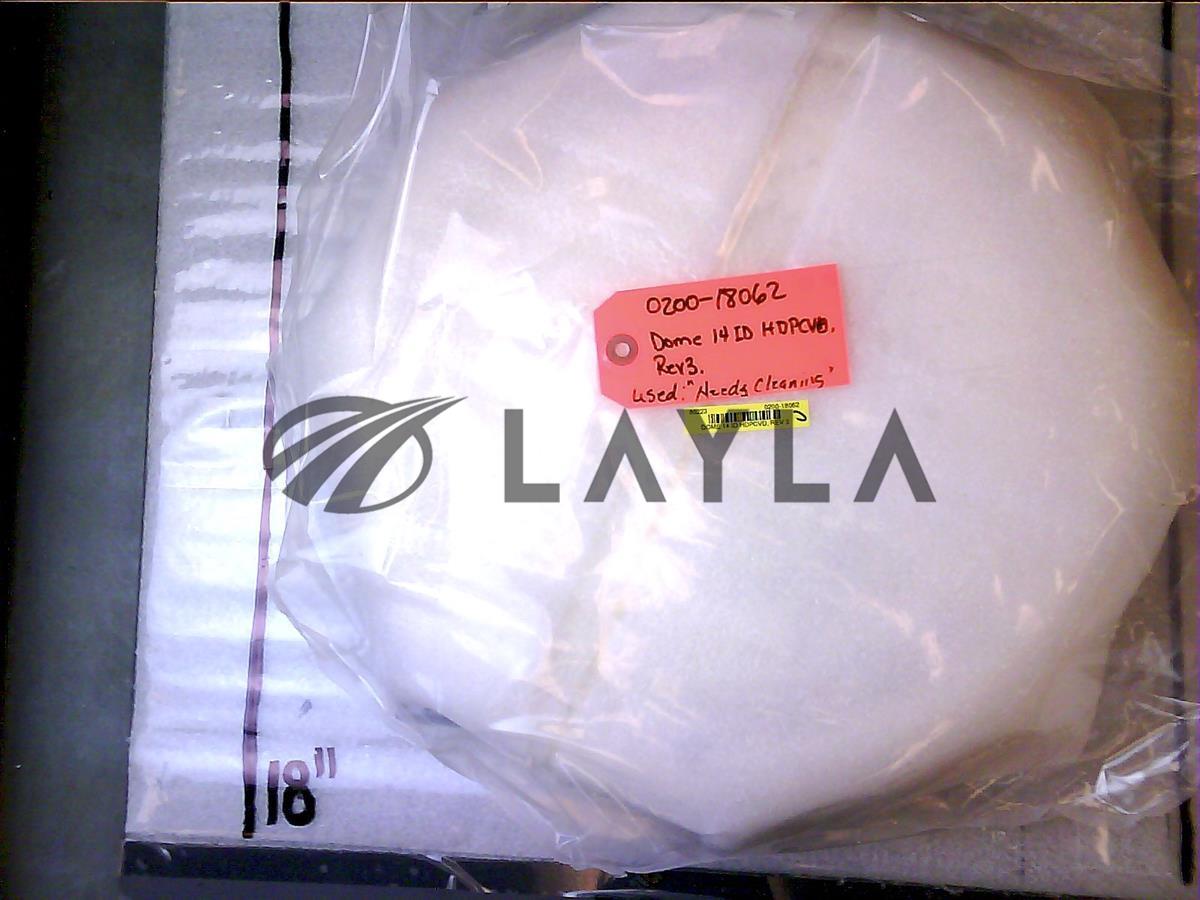 0200-18062
Dome 14 ID HDPCVD.
Rev3.
Used: "Needs Cleaning"
0200-18062
DOME 14 ID HDPCVD, REV 3
LAYLA
18"